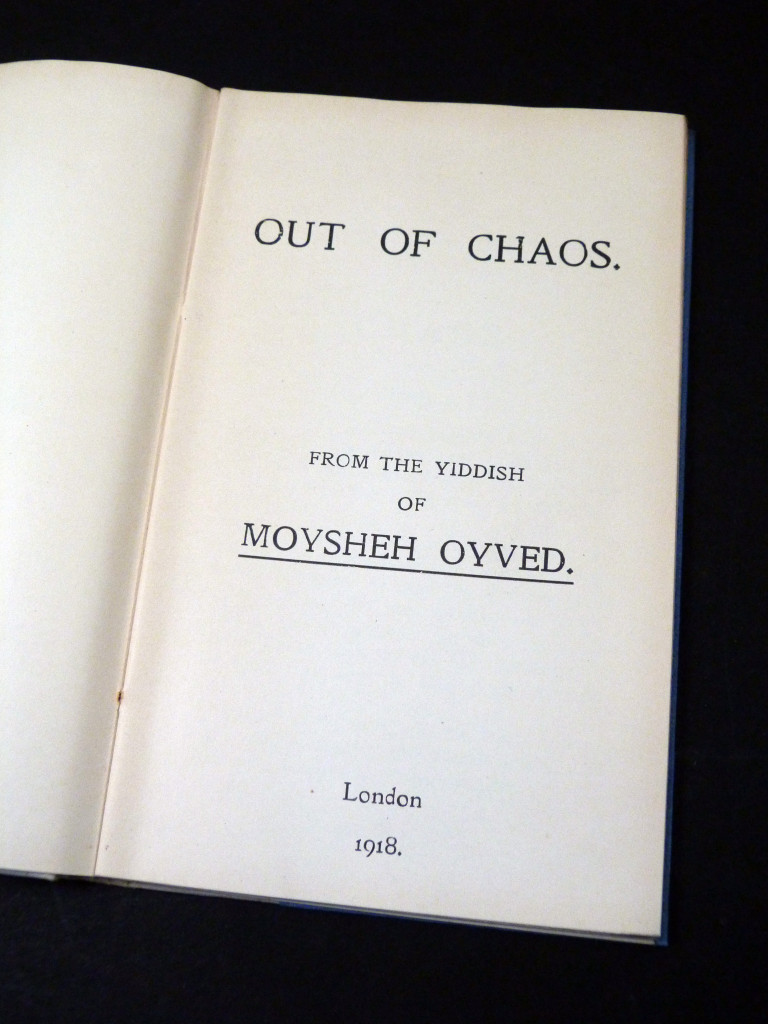 OUT OF CHAOS.
FROM THE YIDDISH
OF
MOYSHEH OYVED.
London
1918.